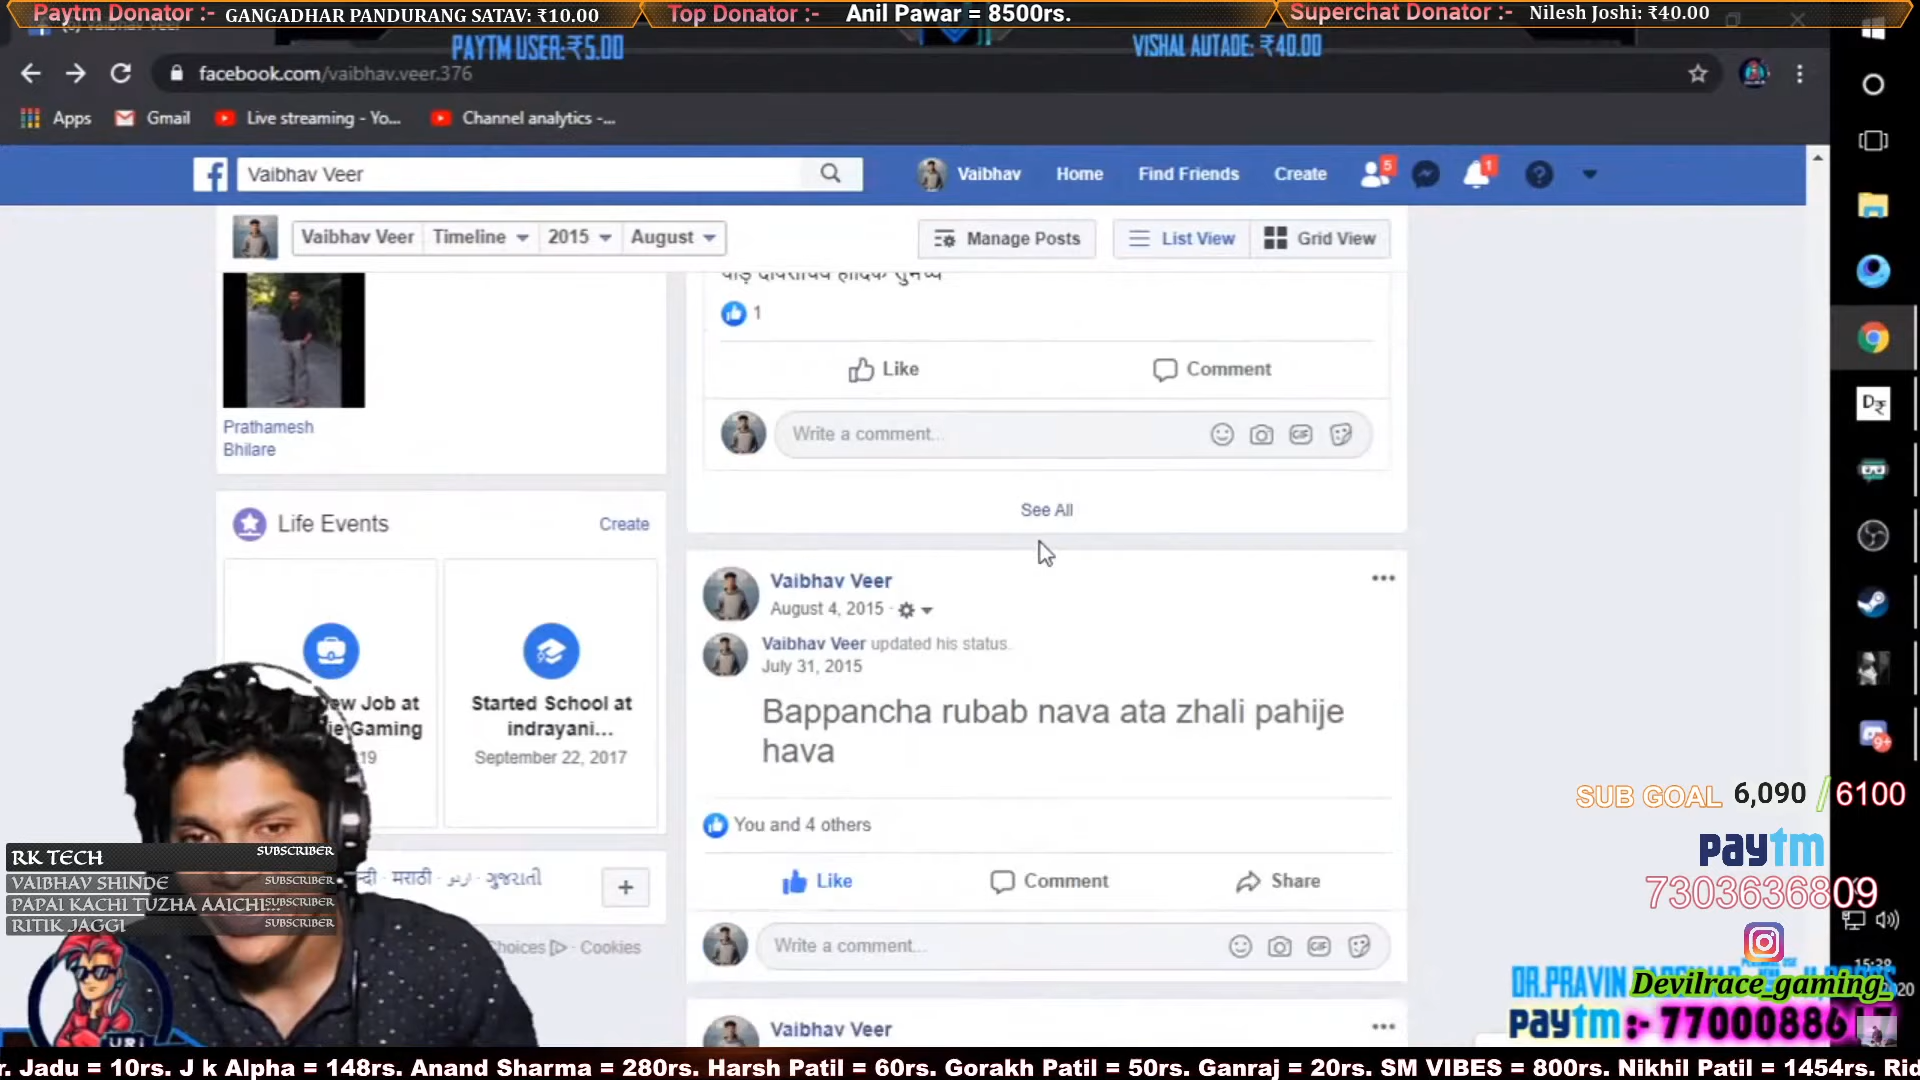 Paytm Donator :- GANGADHAR PANDURANG SATAV: ₹10.00 Top Donator :- Anil Pawar = 8500rs. Superchat Donator :- Nilesh Joshi: ₹40.00
PAYTM USER:₹5.00 VISHAL AUTADE: ₹40.00
facebook.com/vaibhav.veer.376
Apps Gmail Live streaming - Yo... Channel analytics -...
Vaibhav Veer Vaibhav Home Find Friends Create 5 1
Vaibhav Veer Timeline 2015 August Manage Posts List View Grid View
1
Like Comment
Prathamesh
Bhilare
Write a comment...
See All
Life Events Create
Vaibhav Veer
August 4, 2015
Vaibhav Veer updated his status.
July 31, 2015
Bappancha rubab nava ata zhali pahije
hava
Job at
Gaming
Started School at
indrayani...
September 22, 2017
You and 4 others
Like Comment Share
Write a comment...
मराठी · اردو · ગુજરાતી
Cookies
Vaibhav Veer
RK TECH SUBSCRIBER
VAIBHAV SHINDE SUBSCRIBER
PAPAI KACHI TUZHA AAICHI... SUBSCRIBER
RITIK JAGGI SUBSCRIBER
9+
SUB GOAL 6,090 / 6100
paytm
7303636809
DR.PRAVIN
Devilrace_gaming_
paytm :-
Jadu = 10rs. J k Alpha = 148rs. Anand Sharma = 280rs. Harsh Patil = 60rs. Gorakh Patil = 50rs. Ganraj = 20rs. SM VIBES = 800rs. Nikhil Patil = 1454rs.